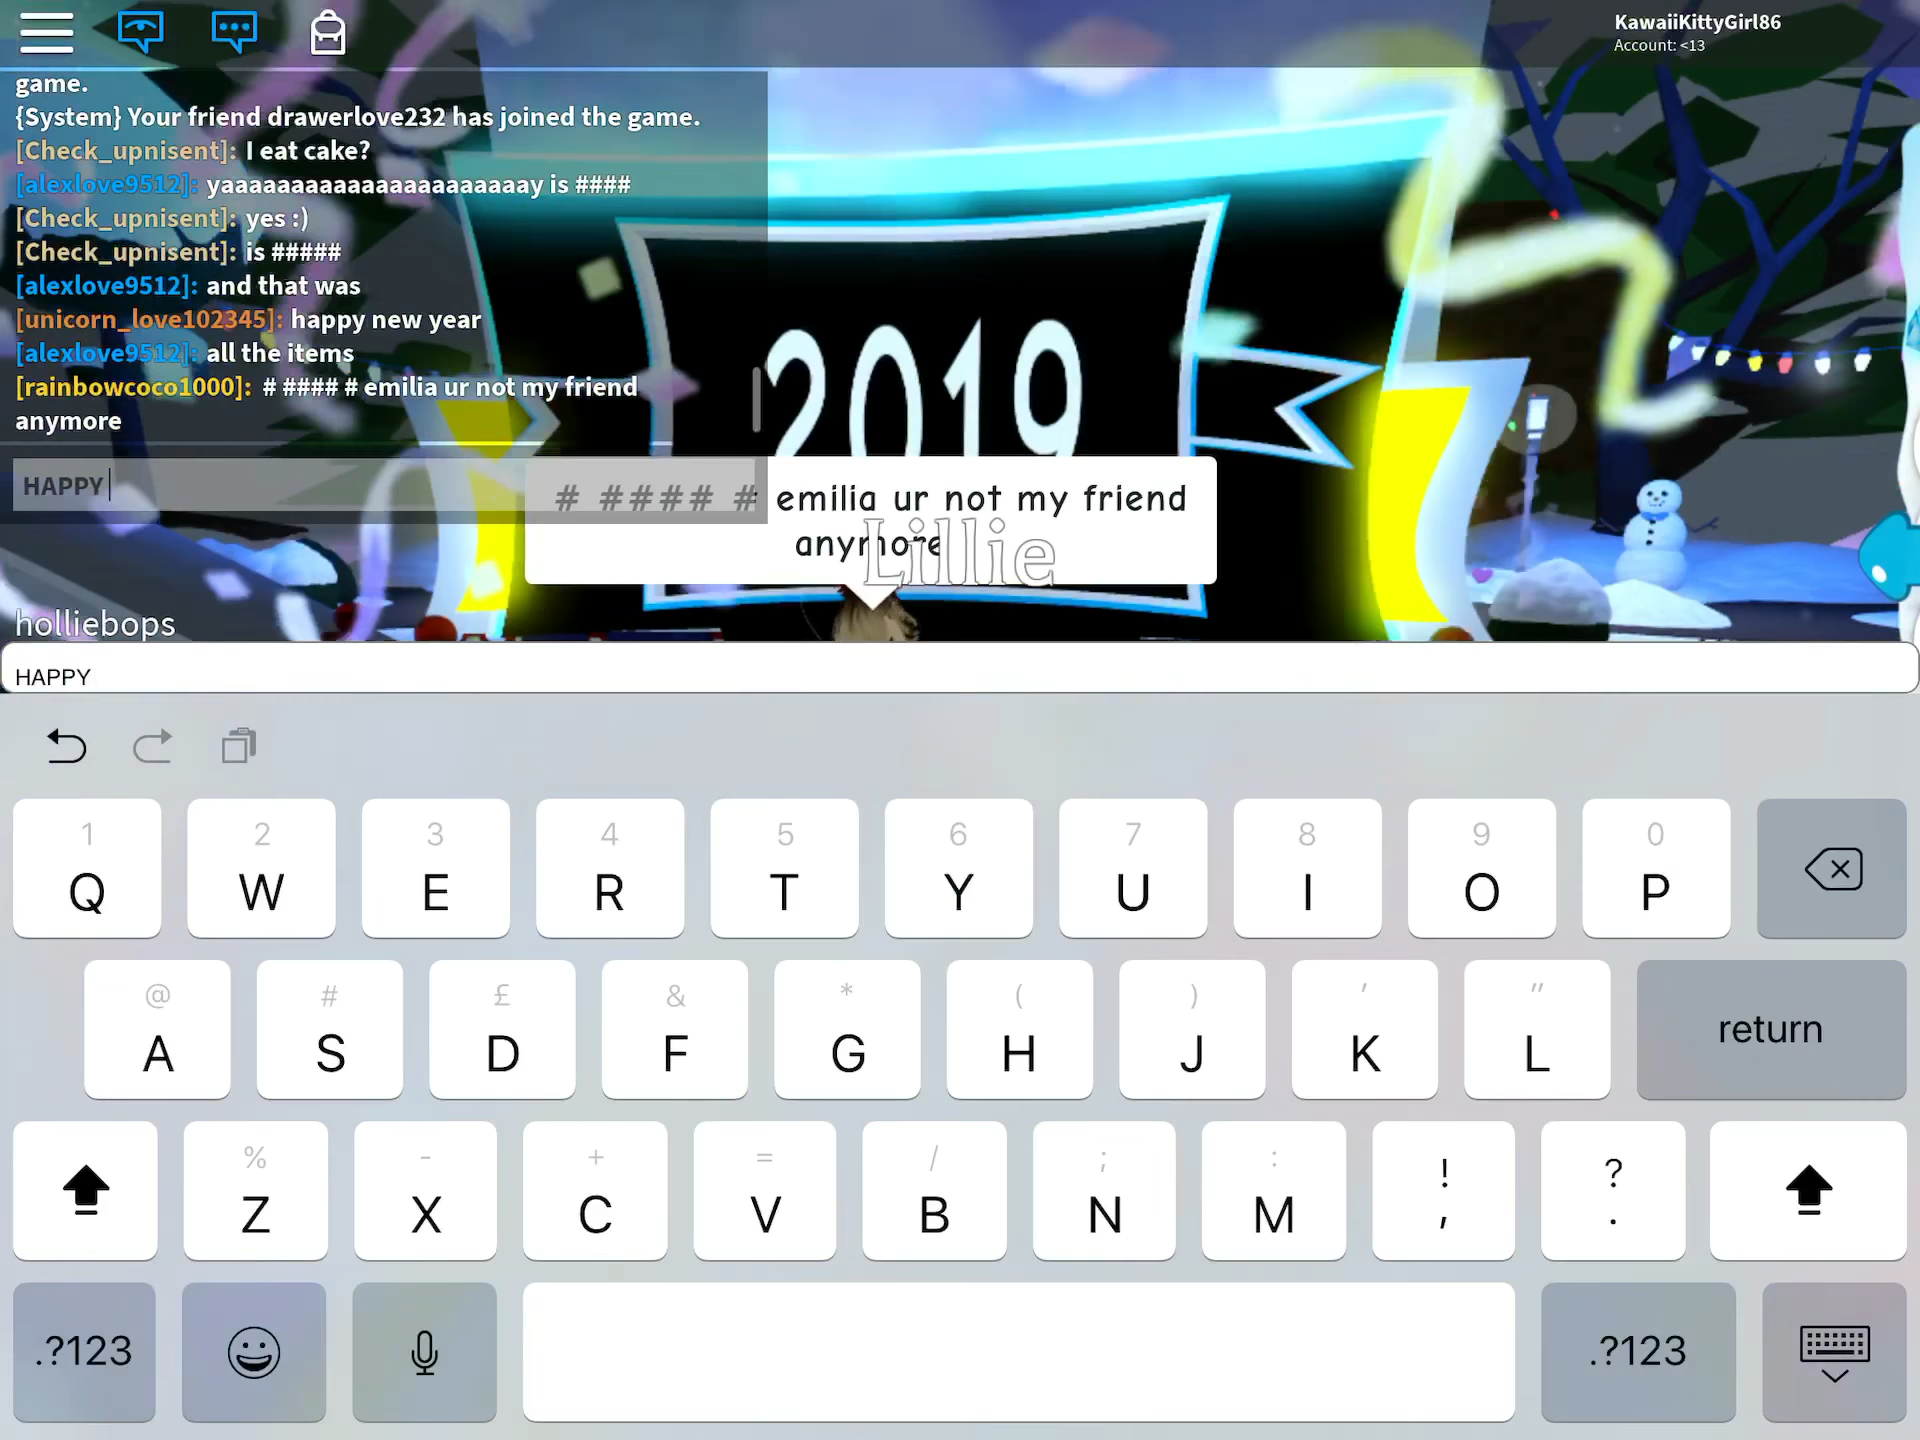 KawaiiKittyGirl86
Account: <13
game.
{System} Your friend drawerlove232 has joined the game.
[Check_upnisent]: I eat cake?
[alexlove9512]: yaaaaaaaaaaaaaaaaaaaaaay is ####
[Check_upnisent]: yes :)
[Check_upnisent]: is #####
[alexlove9512]: and that was
[unicorn_love102345]: happy new year
[alexlove9512]: all the items
[rainbowcoco1000]: # #### # emilia ur not my friend
anymore
2019
HAPPY
# #### # emilia ur not my friend
anymore
Lillie
holliebops
HAPPY
1 2 3 4 5 6 7 8 9 0
Q W E R T Y U I O P
@ # £ & * ( ) ' "
A S D F G H J K L return
% - + = / ; : ! ?
Z X C V B N M , .
.?123 .?123